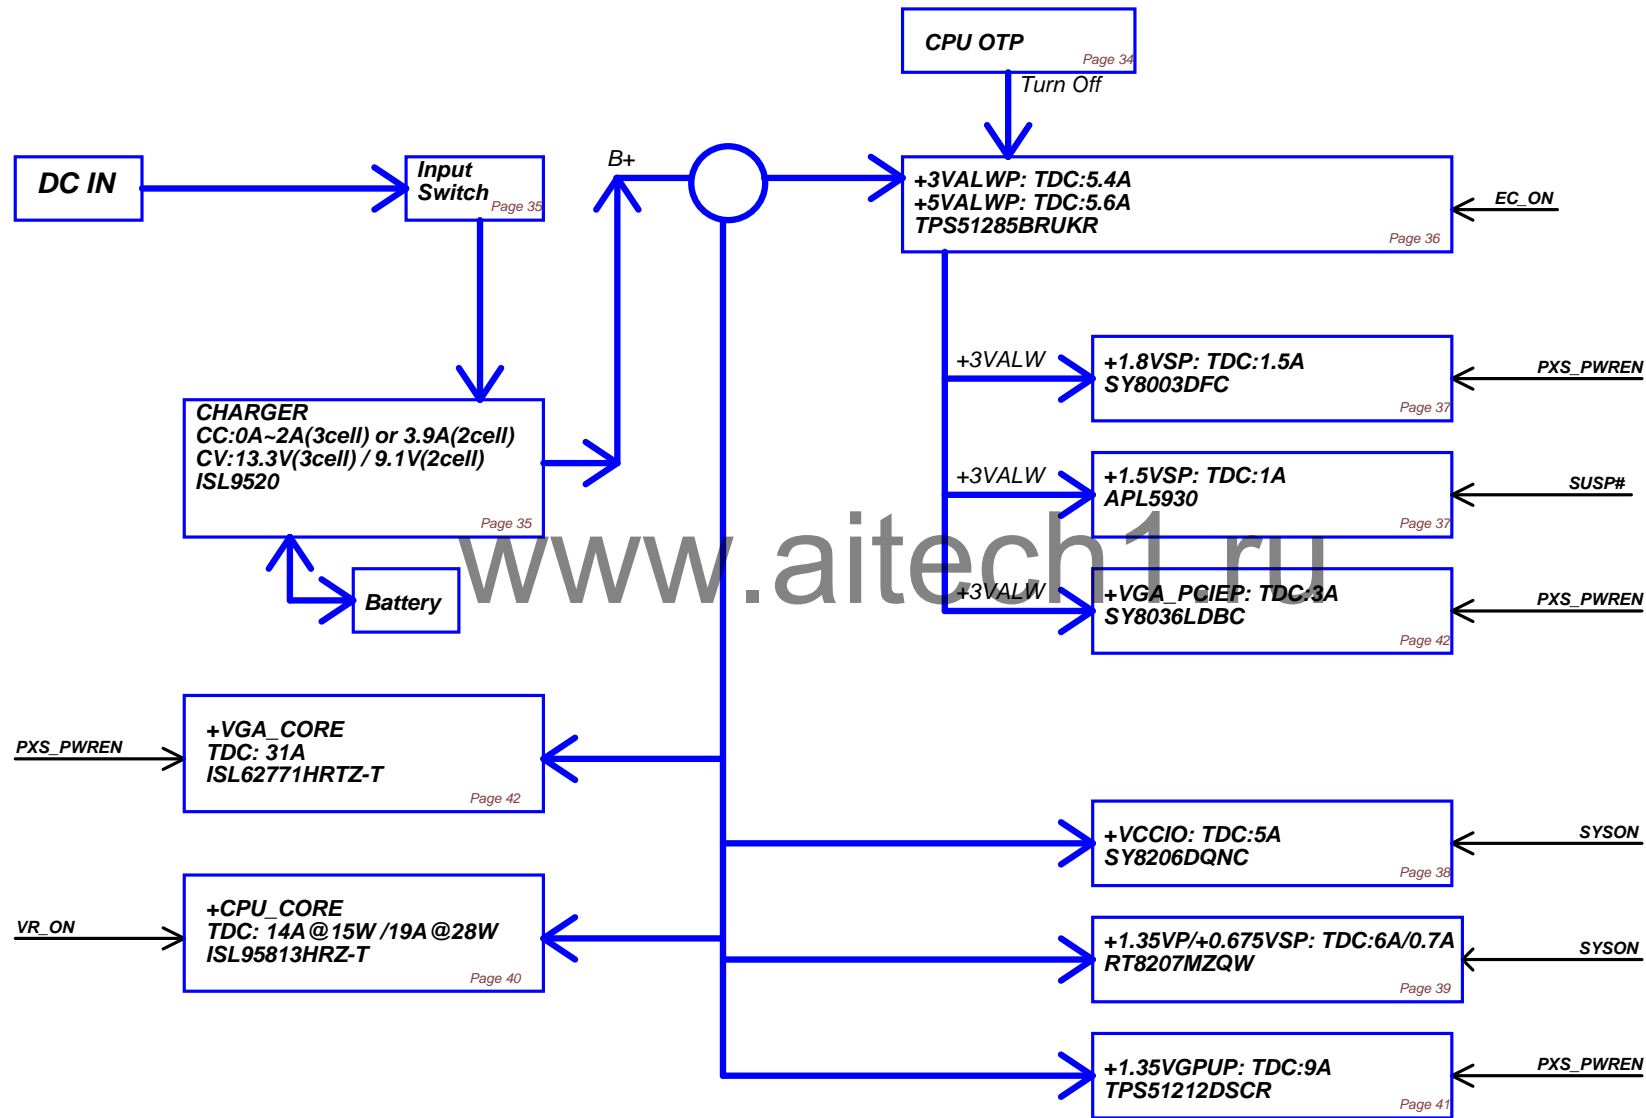 CPU OTP
Page 34
Turn Off
DC IN
Input
Switch
Page 35
B+
+3VALWP: TDC:5.4A
+5VALWP: TDC:5.6A
TPS51285BRUKR
Page 36
EC_ON
+3VALW
+1.8VSP: TDC:1.5A
SY8003DFC
Page 37
PXS_PWREN
CHARGER
CC:0A~2A(3cell) or 3.9A(2cell)
CV:13.3V(3cell) / 9.1V(2cell)
ISL9520
Page 35
+3VALW
+1.5VSP: TDC:1A
APL5930
Page 37
SUSP#
www.aitech1.ru
Battery
+3VALW
+VGA_PCIEP: TDC:3A
SY8036LDBC
Page 42
PXS_PWREN
PXS_PWREN
+VGA_CORE
TDC: 31A
ISL62771HRTZ-T
Page 42
+VCCIO: TDC:5A
SY8206DQNC
Page 38
SYSON
VR_ON
+CPU_CORE
TDC: 14A@15W /19A@28W
ISL95813HRZ-T
Page 40
+1.35VP/+0.675VSP: TDC:6A/0.7A
RT8207MZQW
Page 39
SYSON
+1.35VGPUP: TDC:9A
TPS51212DSCR
Page 41
PXS_PWREN